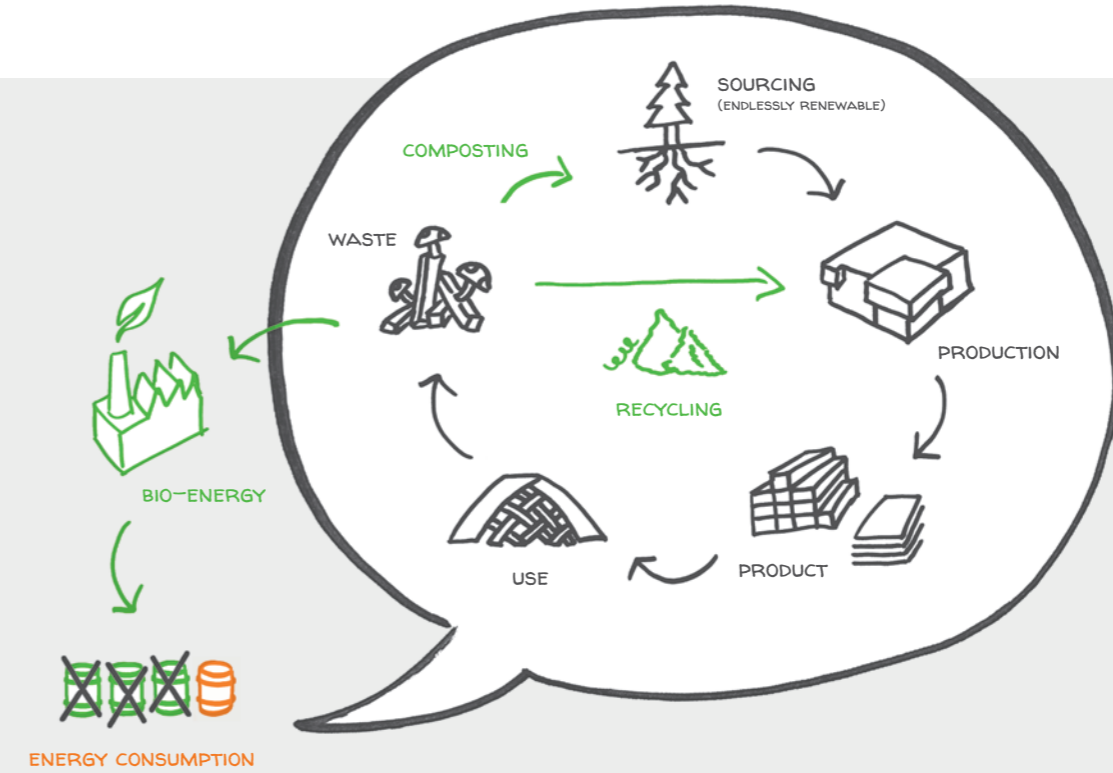 SOURCING
(ENDLESSLY RENEWABLE)
COMPOSTING
WASTE
PRODUCTION
RECYCLING
BIO-ENERGY
PRODUCT
USE
ENERGY CONSUMPTION